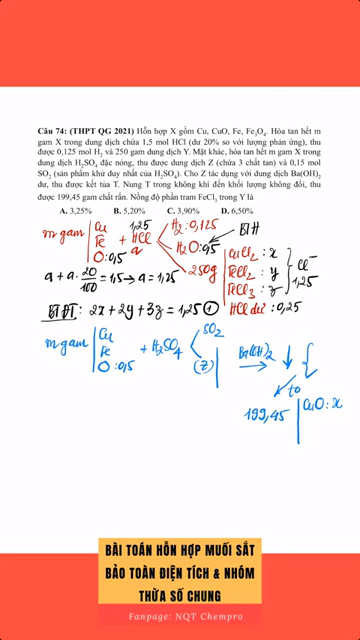 Câu 74: (THPT QG 2021) Hỗn hợp X gồm Cu, CuO, Fe, Fe₃O₄. Hòa tan hết m
gam X trong dung dịch chứa 1,5 mol HCl (dư 20% so với lượng phản ứng), thu
được 0,125 mol H₂ và 250 gam dung dịch Y. Mặt khác, hòa tan hết m gam X trong
dung dịch H₂SO₄ đặc nóng, thu được dung dịch Z (chứa 3 chất tan) và 0,15 mol
SO₂ (sản phẩm khử duy nhất của H₂SO₄). Cho Z tác dụng với dung dịch Ba(OH)₂
dư, thu được kết tủa T. Nung T trong không khí đến khối lượng không đổi, thu
được 199,45 gam chất rắn. Nồng độ phần tram FeCl₃ trong Y là
A. 3,25% B. 5,20% C. 3,90% D. 6,50%
m gam | Cu Fe O:0,5 + 1,25 HCl a
H₂: 0,125
H₂O: 0,5 BTH
250g | CuCl₂: x FeCl₂: y FeCl₃: z HCl dư: 0,25 } Cl⁻ 1,25
a + a. 20/100 = 1,5 → a = 1,25
BTĐT: 2x + 2y + 3z = 1,25 ①
m gam | Cu Fe O:0,5 + H₂SO₄
SO₂
(Z) | Ba(OH)₂ → ↓ {
t⁰
199,45 | CuO: x
BÀI TOÁN HỖN HỢP MUỐI SẮT
BẢO TOÀN ĐIỆN TÍCH & NHÓM
THỪA SỐ CHUNG
Fanpage: NQT Chempro